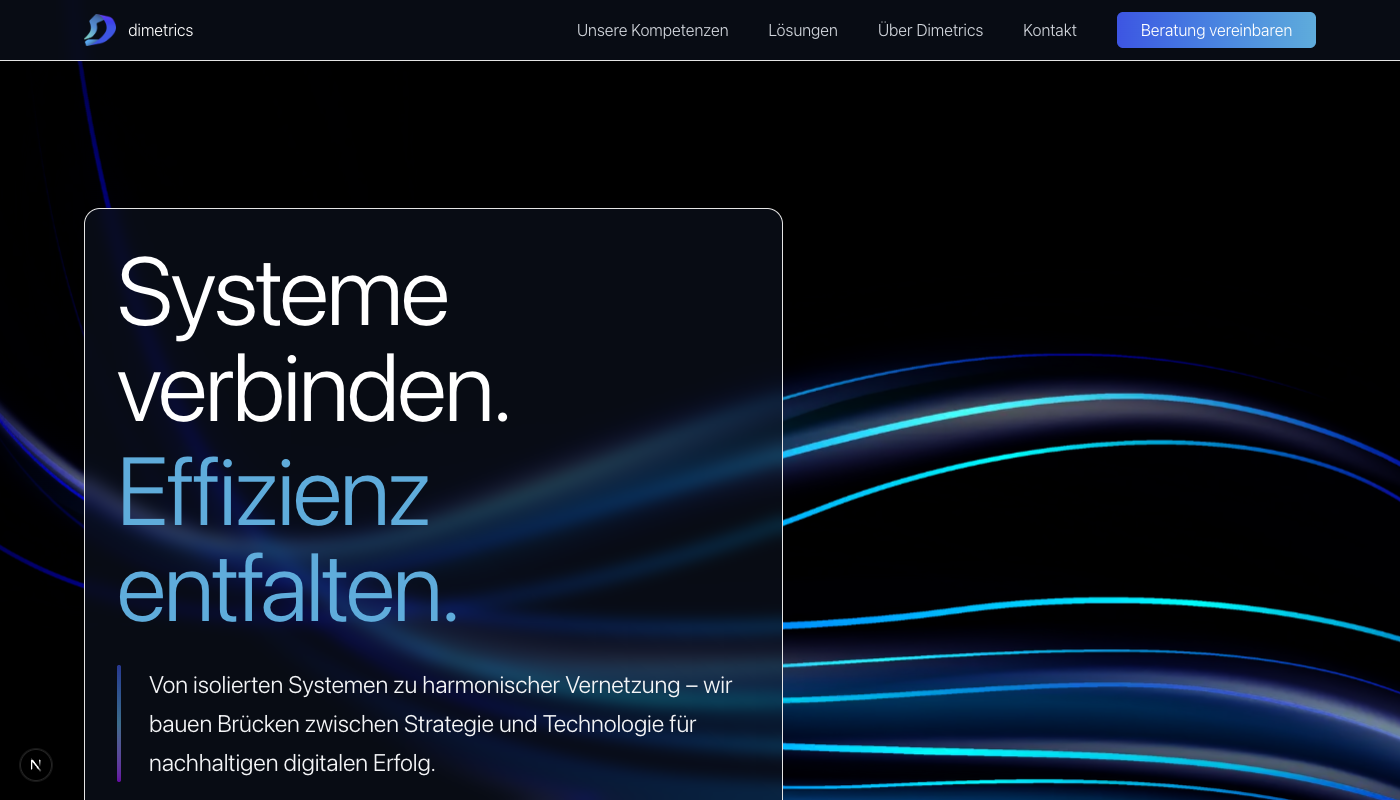 dimetrics
Unsere Kompetenzen
Lösungen
Über Dimetrics
Kontakt
Beratung vereinbaren
Systeme
verbinden.
Effizienz
entfalten.
Von isolierten Systemen zu harmonischer Vernetzung – wir
bauen Brücken zwischen Strategie und Technologie für
nachhaltigen digitalen Erfolg.
N